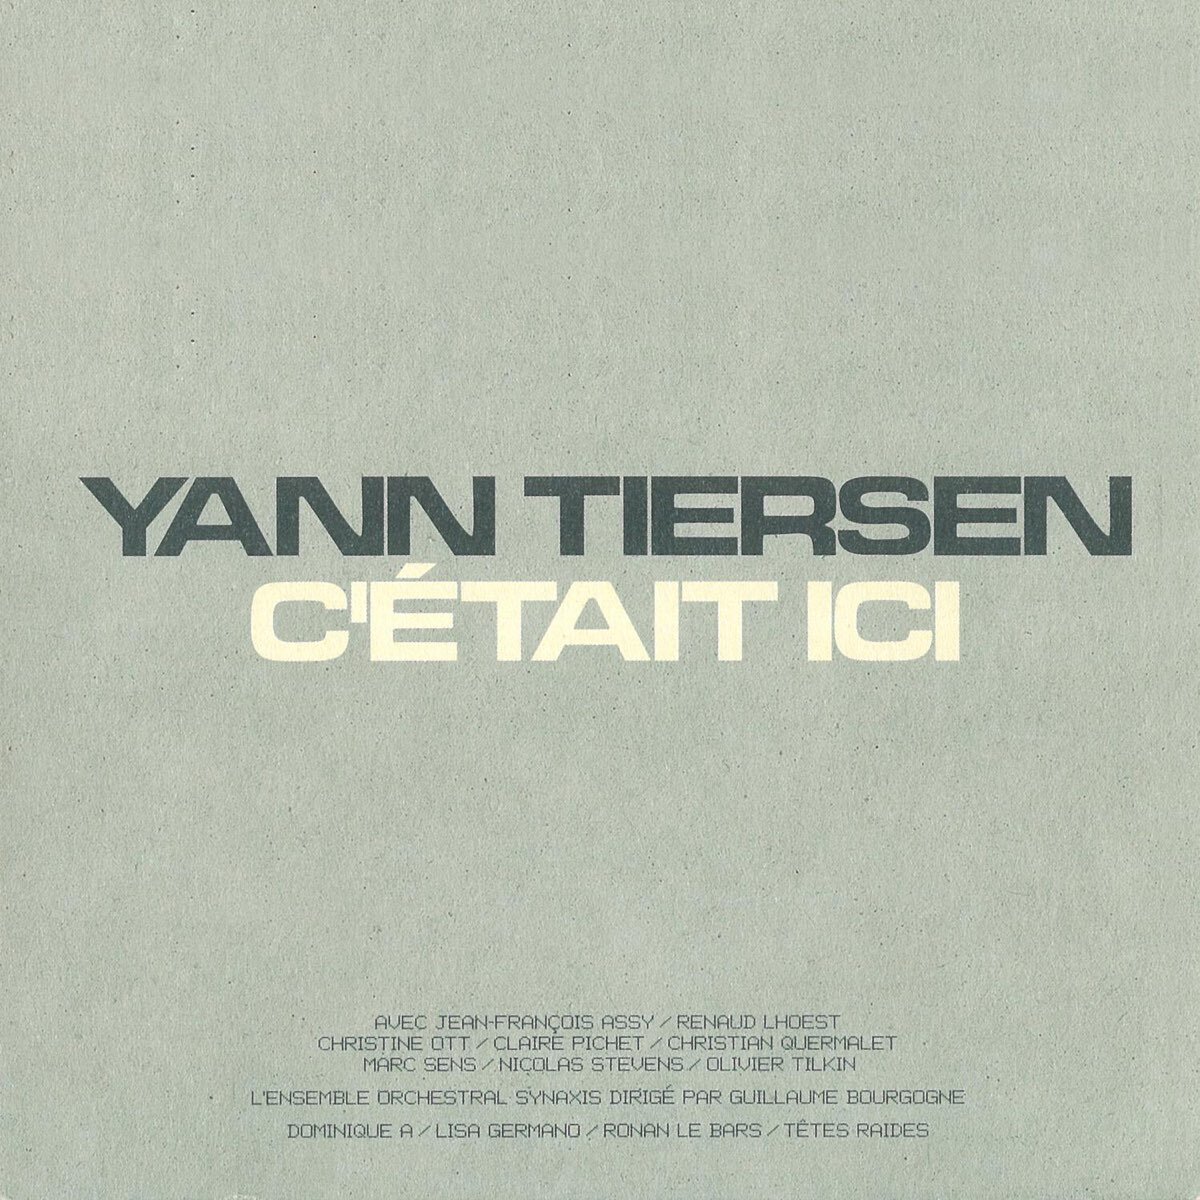 YANN TIERSEN
C'ÉTAIT ICI
AVEC JEAN-FRANÇOIS ASSY / RENAUD LHOEST
CHRISTINE OTT / CLAIRE PICHET / CHRISTIAN QUERMALET
MARC SENS / NICOLAS STEVENS / OLIVIER TILKIN
L'ENSEMBLE ORCHESTRAL SYNAXIS DIRIGÉ PAR GUILLAUME BOURGOGNE
DOMINIQUE A / LISA GERMANO / RONAN LE BARS / TÊTES RAIDES